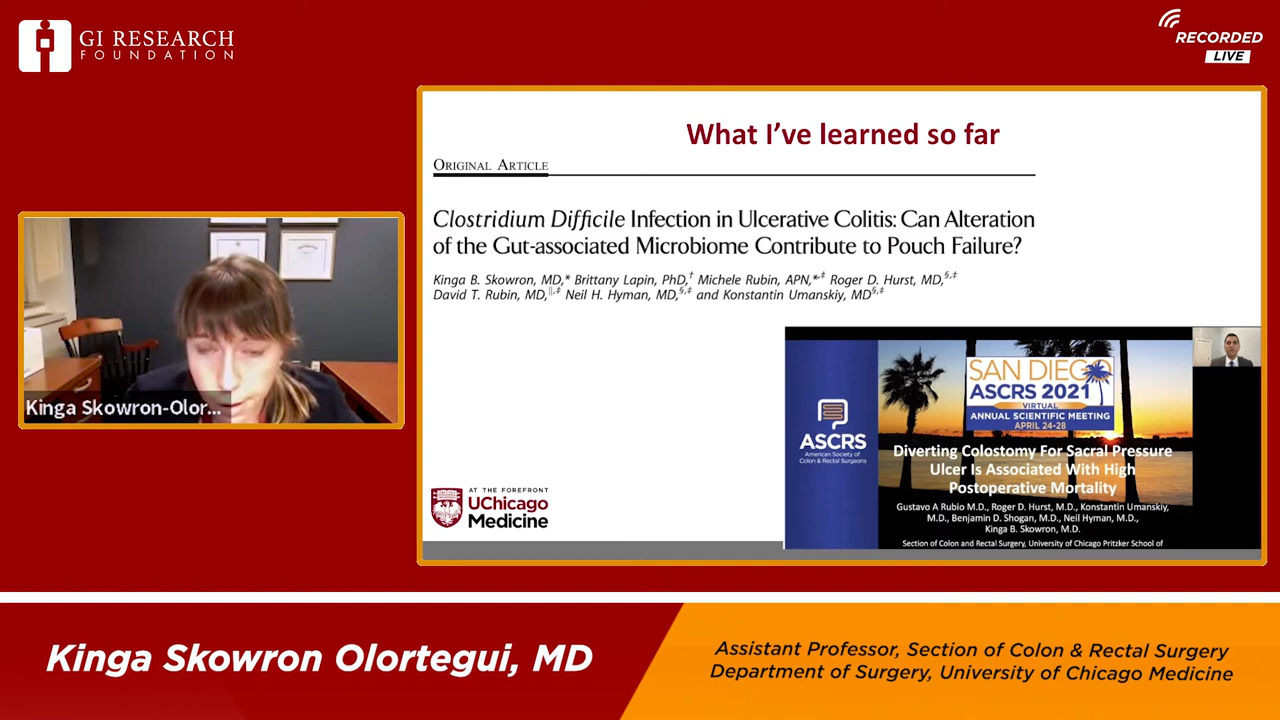 GI RESEARCH
FOUNDATION
RECORDED
LIVE
What I've learned so far
ORIGINAL ARTICLE
Clostridium Difficile Infection in Ulcerative Colitis: Can Alteration
of the Gut-associated Microbiome Contribute to Pouch Failure?
Kinga B. Skowron, MD,* Brittany Lapin, PhD,† Michele Rubin, APN,*,‡ Roger D. Hurst, MD,§,‡
David T. Rubin, MD,||,‡ Neil H. Hyman, MD,§,‡ and Konstantin Umanskiy, MD§,‡
Kinga Skowron-Olor...
SAN DIEGO
ASCRS 2021
VIRTUAL
ANNUAL SCIENTIFIC MEETING
APRIL 24-28
ASCRS
American Society of
Colon & Rectal Surgeons
Diverting Colostomy For Sacral Pressure
Ulcer Is Associated With High
Postoperative Mortality
Gustavo A Rubio M.D., Roger D. Hurst, M.D., Konstantin Umanskiy,
M.D., Benjamin D. Shogan, M.D., Neil Hyman, M.D.,
Kinga B. Skowron, M.D.
Section of Colon and Rectal Surgery, University of Chicago Pritzker School of
AT THE FOREFRONT
UChicago
Medicine
Kinga Skowron Olortegui, MD
Assistant Professor, Section of Colon & Rectal Surgery
Department of Surgery, University of Chicago Medicine